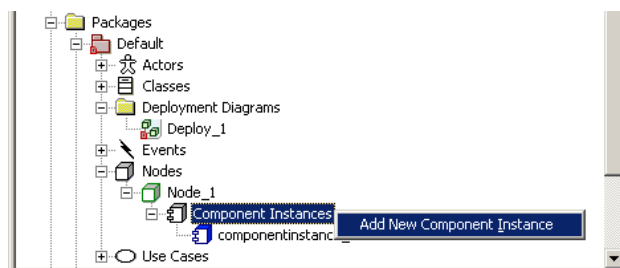 Packages
Default
Actors
Classes
Deployment Diagrams
Deploy_1
Events
Nodes
Node_1
Component Instances
Add New Component Instance
Use Cases